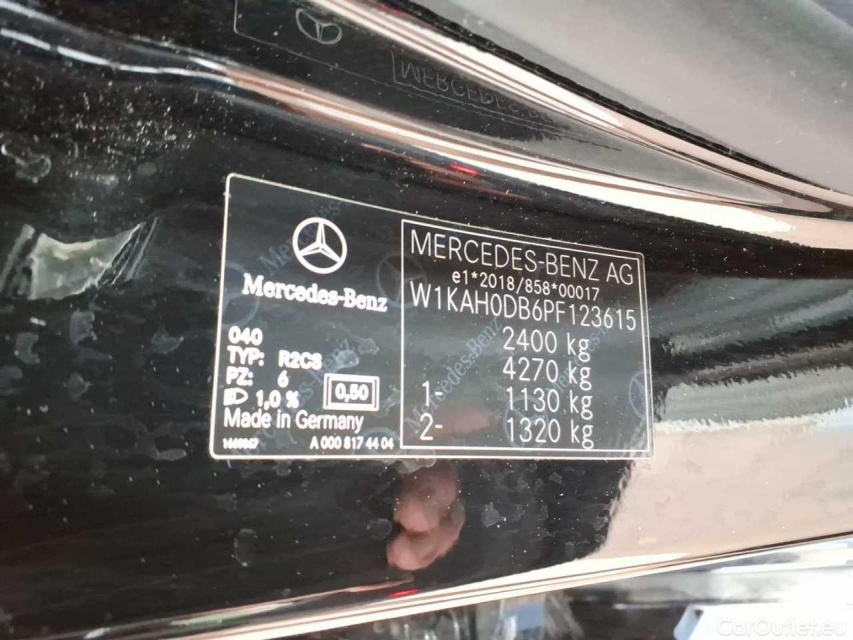 Mercedes-Benz
040
TYP: R2CS
PZ: 6
1,0 %
0,50
Made in Germany
A 000 817 44 04
MERCEDES-BENZ AG
e1*2018/858*00017
W1KAH0DB6PF123615
2400 kg
4270 kg
1- 1130 kg
2- 1320 kg
CarOutlet.eu